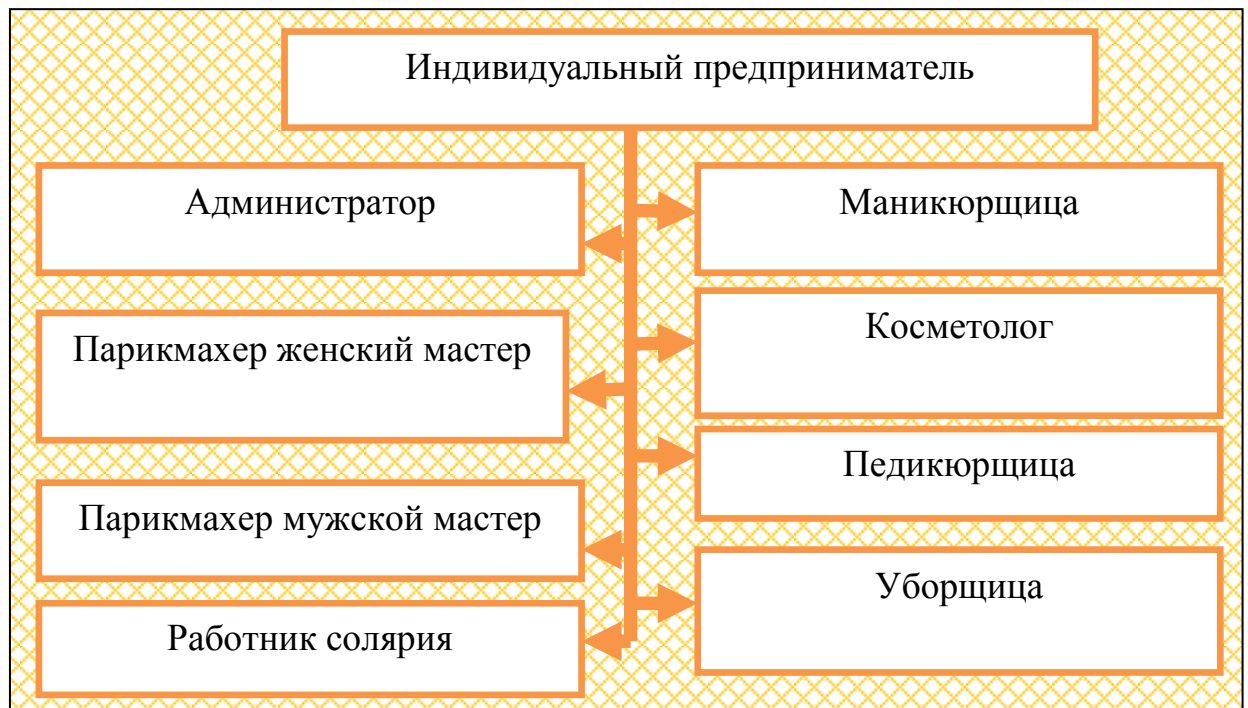 Индивидуальный предприниматель
Администратор
Маникюрщица
Парикмахер женский мастер
Косметолог
Парикмахер мужской мастер
Педикюрщица
Работник солярия
Уборщица